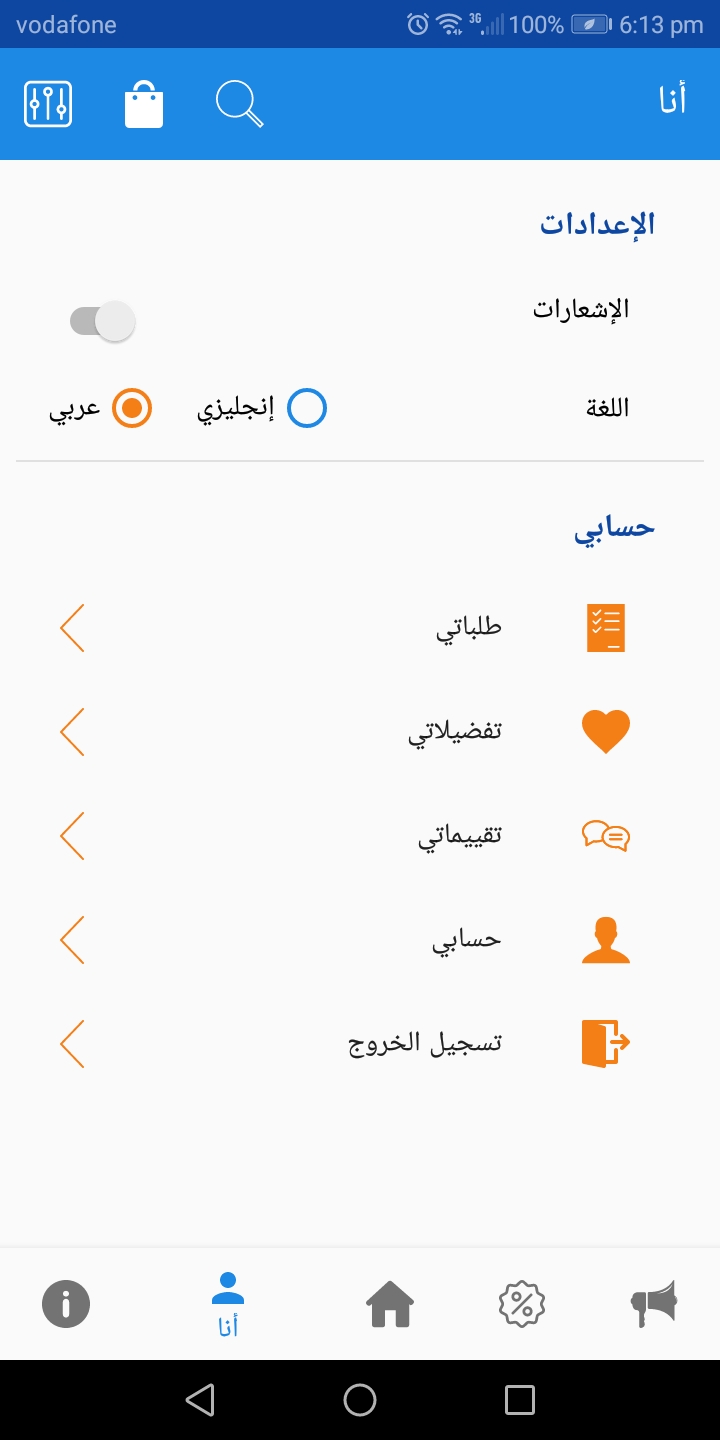 vodafone 3G 100% 6:13 pm
أنا
الإعدادات
الإشعارات
اللغة إنجليزي عربي
حسابي
طلباتي
تفضيلاتي
تقييماتي
حسابي
تسجيل الخروج
أنا